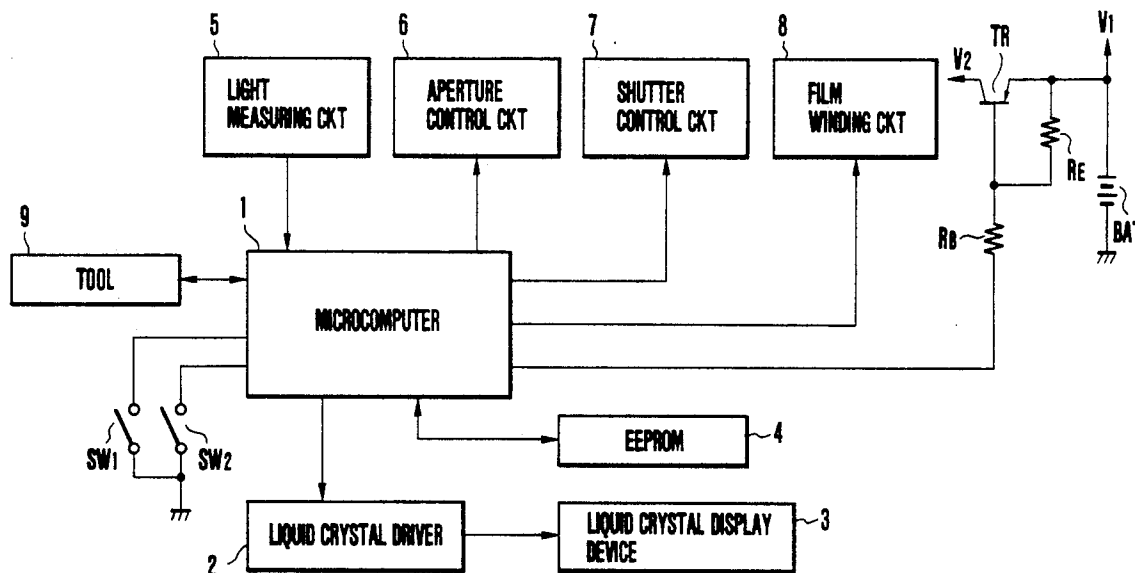 5
6
7
8
LIGHT
MEASURING CKT
APERTURE
CONTROL CKT
SHUTTER
CONTROL CKT
FILM
WINDING CKT
V2
TR
V1
RE
BAT
RB
9
TOOL
1
MICROCOMPUTER
SW1
SW2
EEPROM
4
LIQUID CRYSTAL DRIVER
2
LIQUID CRYSTAL DISPLAY
DEVICE
3